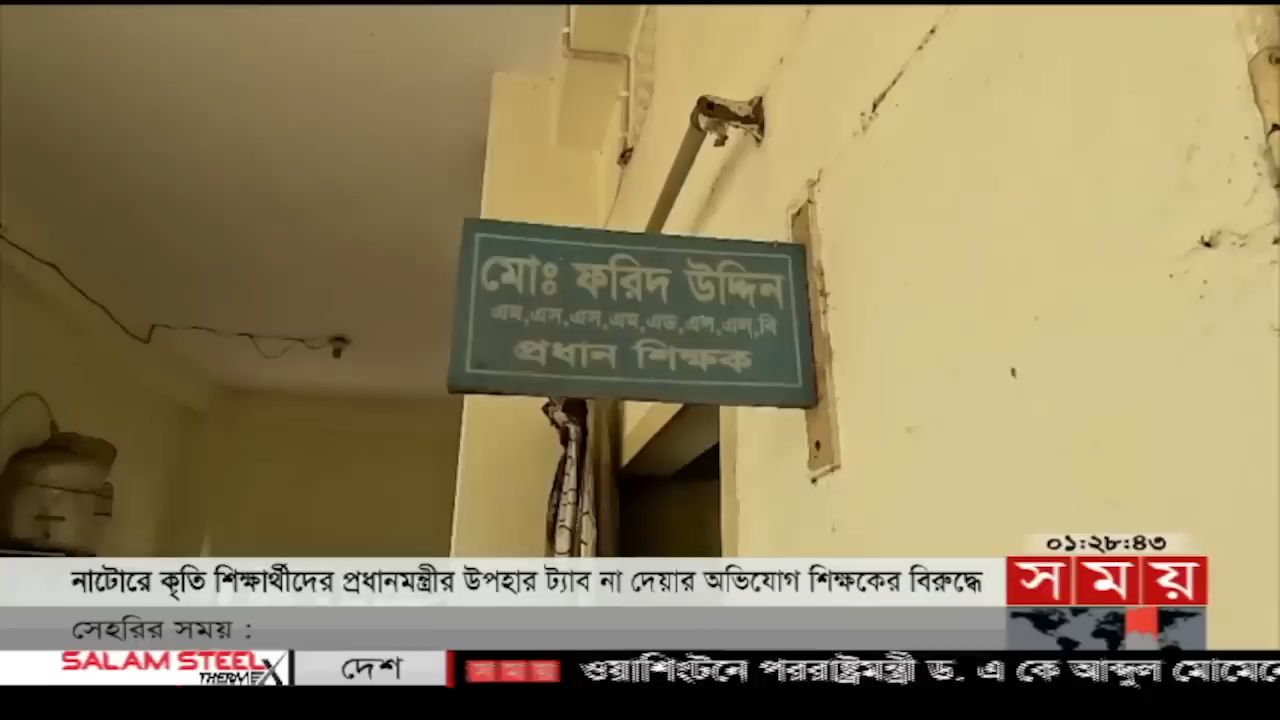 মোঃ ফরিদ উদ্দিন
এম,এস,এস,এম,এড,এল,এল,বি
প্রধান শিক্ষক
০১:২৮:৪৩
নাটোরে কৃতি শিক্ষার্থীদের প্রধানমন্ত্রীর উপহার ট্যাব না দেয়ার অভিযোগ শিক্ষকের বিরুদ্ধে
সময়
সেহরির সময় :
SALAM STEEL
THERMEX
দেশ
সময় ওয়াশিংটনে পররাষ্ট্রমন্ত্রী ড. এ কে আব্দুল মোমেনে